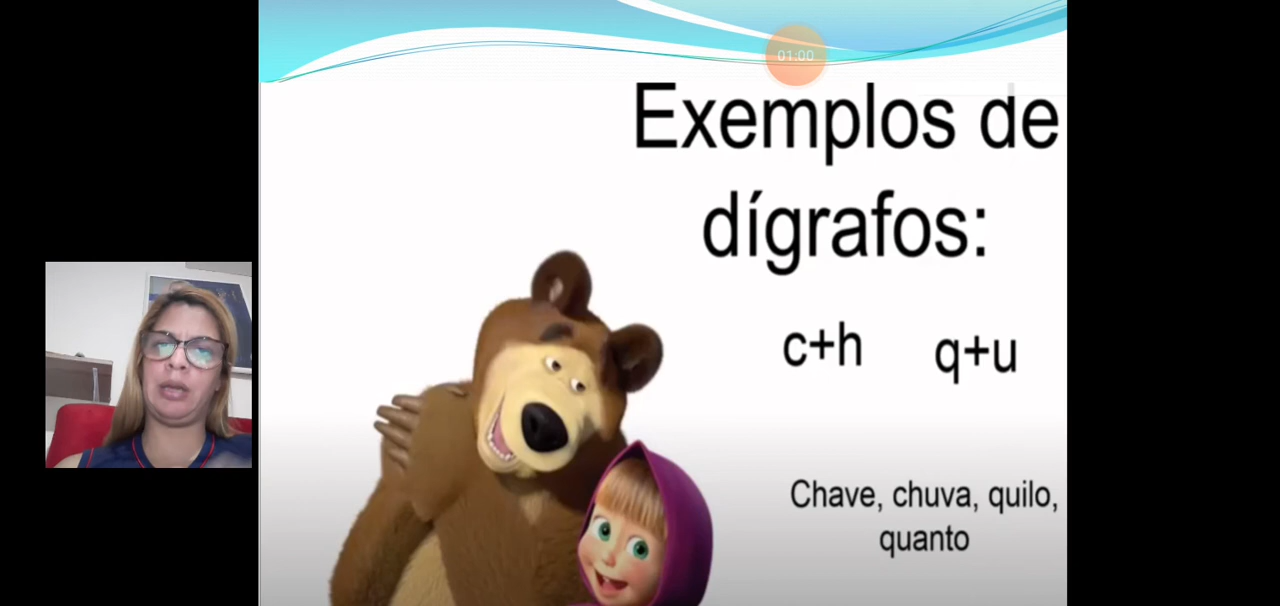 01:00
Exemplos de
dígrafos:
c+h q+u
Chave, chuva, quilo,
quanto